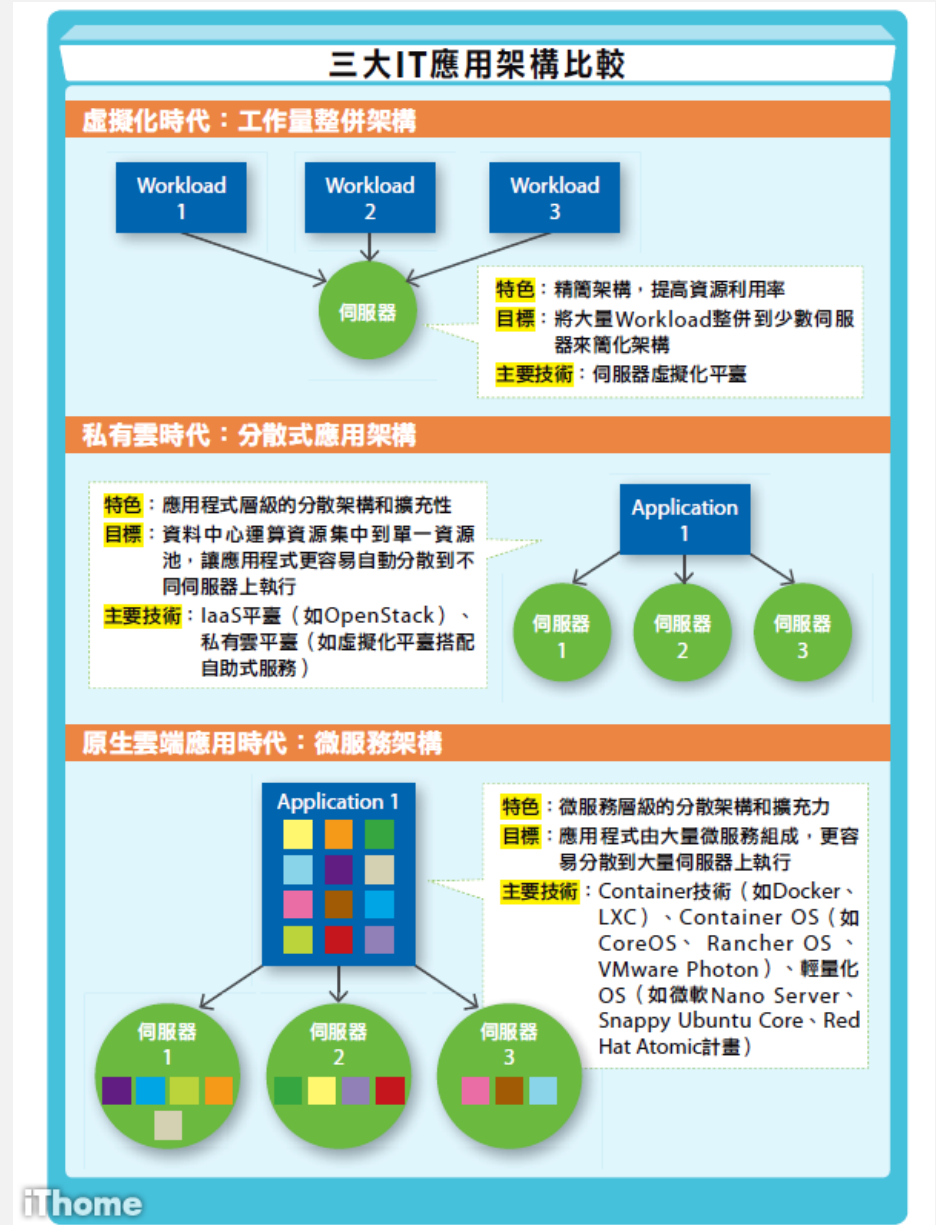 三大IT應用架構比較
虛擬化時代：工作量整併架構
Workload
1
Workload
2
Workload
3
伺服器
特色：精簡架構，提高資源利用率
目標：將大量Workload整併到少數伺服
器來簡化架構
主要技術：伺服器虛擬化平臺
私有雲時代：分散式應用架構
特色：應用程式層級的分散架構和擴充性
目標：資料中心運算資源集中到單一資源
池，讓應用程式更容易自動分散到不
同伺服器上執行
主要技術：IaaS平臺（如OpenStack）、
私有雲平臺（如虛擬化平臺搭配
自助式服務）
Application
1
伺服器
1
伺服器
2
伺服器
3
原生雲端應用時代：微服務架構
Application 1
特色：微服務層級的分散架構和擴充力
目標：應用程式由大量微服務組成，更容
易分散到大量伺服器上執行
主要技術：Container技術（如Docker、
LXC）、Container OS（如
CoreOS、 Rancher OS 、
VMware Photon）、輕量化
OS（如微軟Nano Server、
Snappy Ubuntu Core、Red
Hat Atomic計畫）
伺服器
1
伺服器
2
伺服器
3
iThome